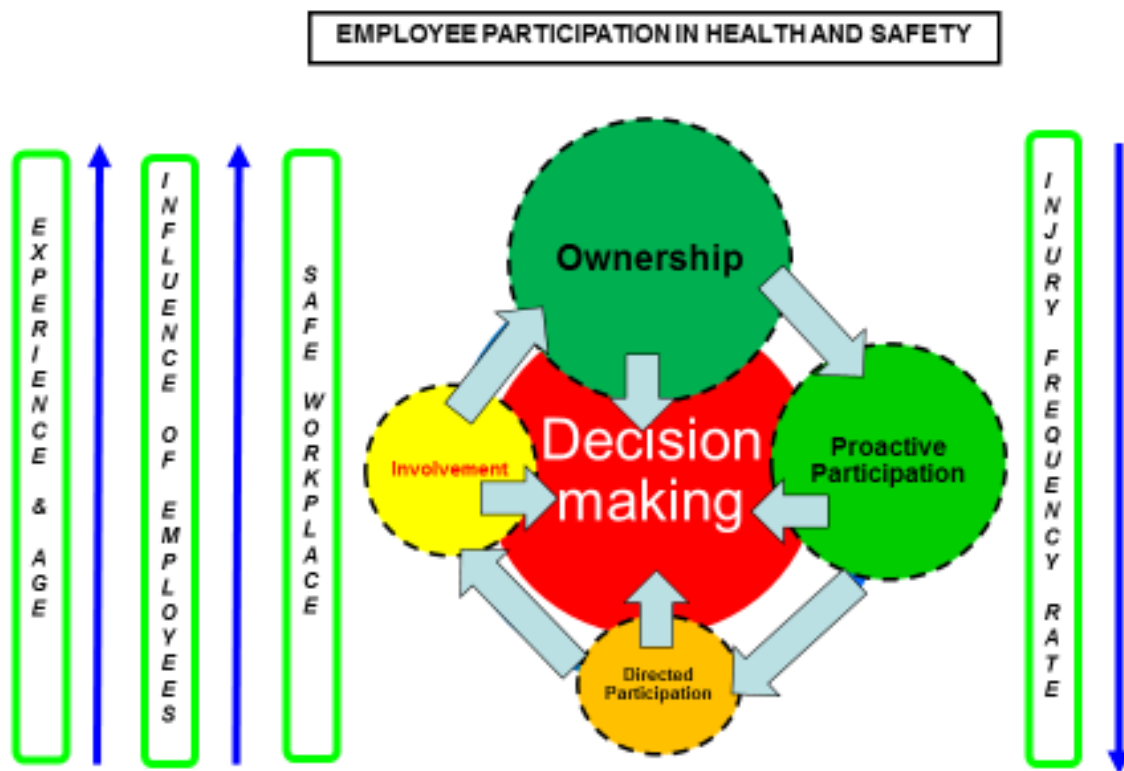 EMPLOYEE PARTICIPATION IN HEALTH AND SAFETY
EXPERIENCE & AGE
INFLUENCE OF EMPLOYEES
SAFE WORKPLACE
Ownership
Involvement
Decision
making
Proactive
Participation
Directed
Participation
INJURY FREQUENCY RATE